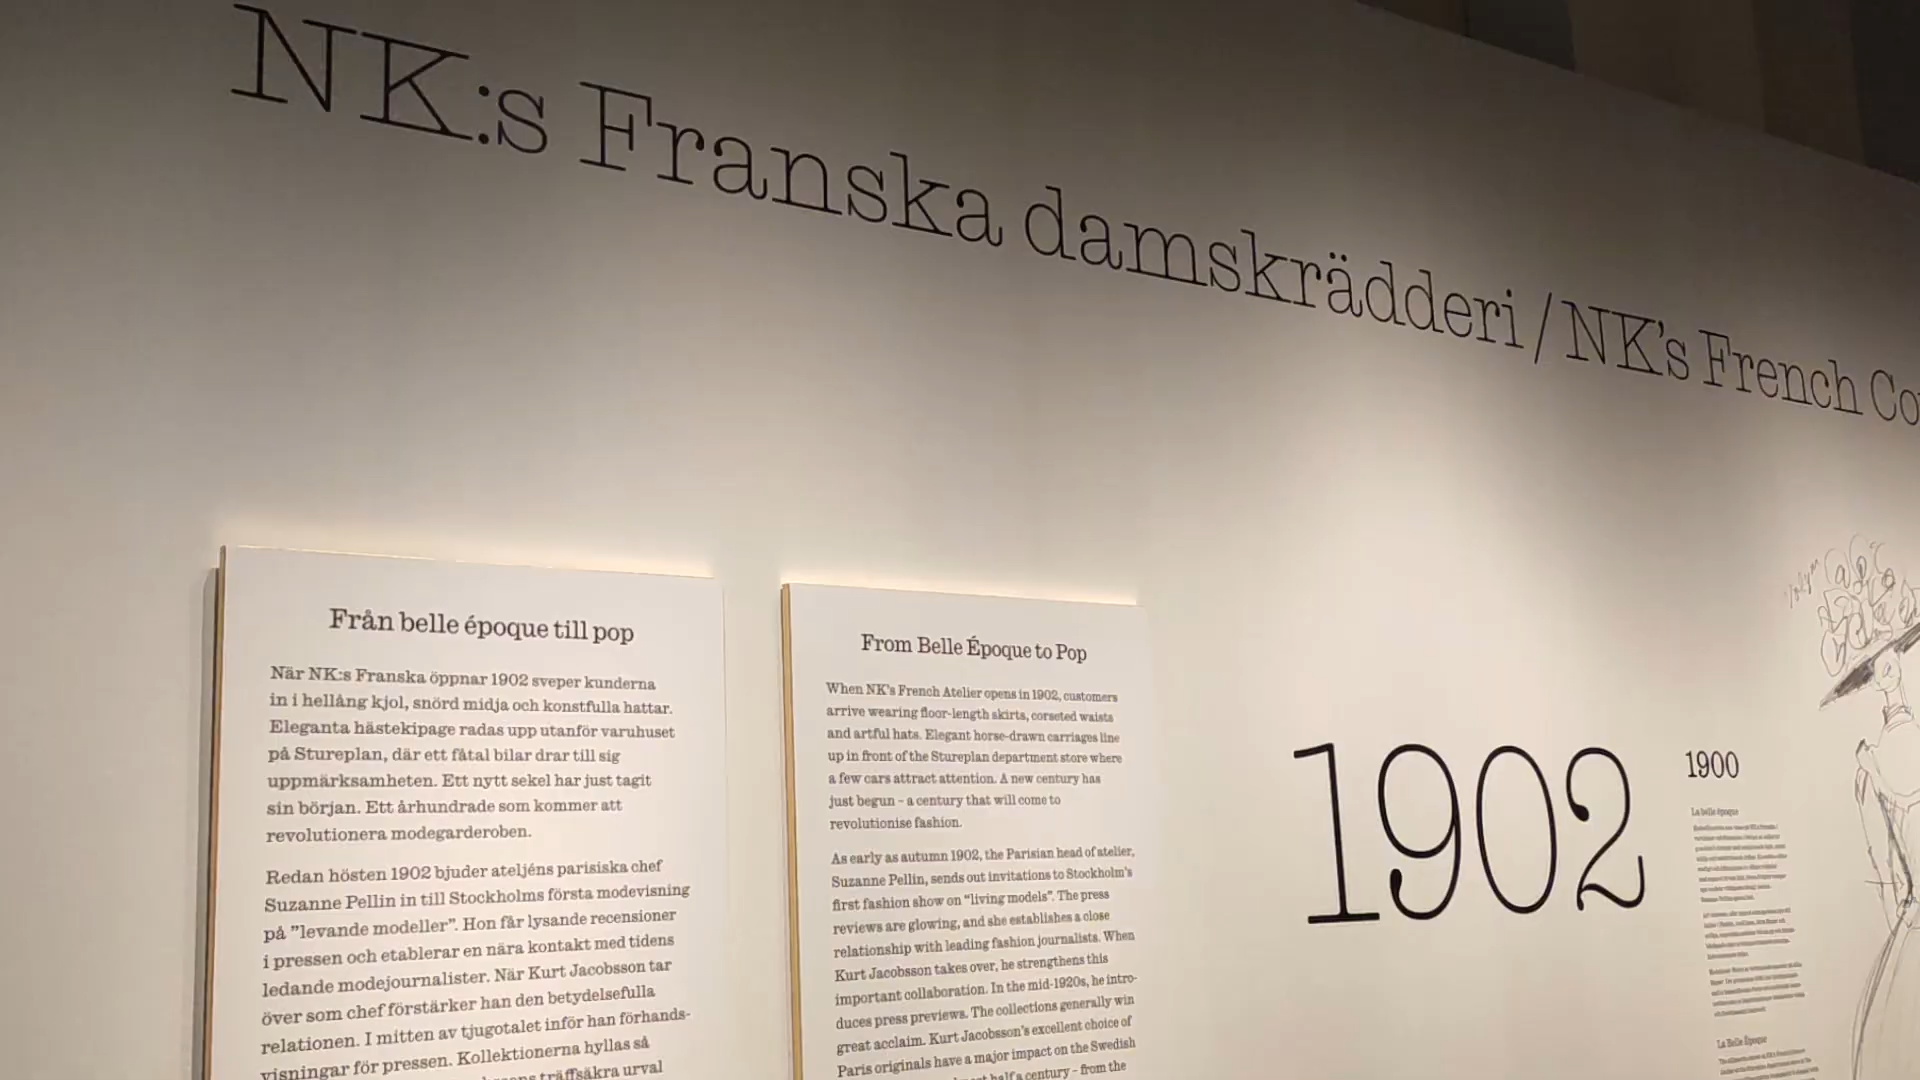 NK:s Franska damskrädderi / NK's French Co
Från belle époque till pop
När NK:s Franska öppnar 1902 sveper kunderna
in i hellång kjol, snörd midja och konstfulla hattar.
Eleganta hästekipage radas upp utanför varuhuset
på Stureplan, där ett fåtal bilar drar till sig
uppmärksamheten. Ett nytt sekel har just tagit
sin början. Ett århundrade som kommer att
revolutionera modegarderoben.
Redan hösten 1902 bjuder ateljéns parisiska chef
Suzanne Pellin in till Stockholms första modevisning
på ”levande modeller”. Hon får lysande recensioner
i pressen och etablerar en nära kontakt med tidens
ledande modejournalister. När Kurt Jacobsson tar
över som chef förstärker han den betydelsefulla
relationen. I mitten av tjugotalet inför han förhands-
visningar för pressen. Kollektionerna hyllas så
träffsäkra urval
From Belle Époque to Pop
When NK's French Atelier opens in 1902, customers
arrive wearing floor-length skirts, corseted waists
and artful hats. Elegant horse-drawn carriages line
up in front of the Stureplan department store where
a few cars attract attention. A new century has
just begun – a century that will come to
revolutionise fashion.
As early as autumn 1902, the Parisian head of atelier,
Suzanne Pellin, sends out invitations to Stockholm's
first fashion show on “living models”. The press
reviews are glowing, and she establishes a close
relationship with leading fashion journalists. When
Kurt Jacobsson takes over, he strengthens this
important collaboration. In the mid-1920s, he intro-
duces press previews. The collections generally win
great acclaim. Kurt Jacobsson's excellent choice of
Paris originals have a major impact on the Swedish
half a century – from the
1902
1900
La belle époque
La Belle Époque